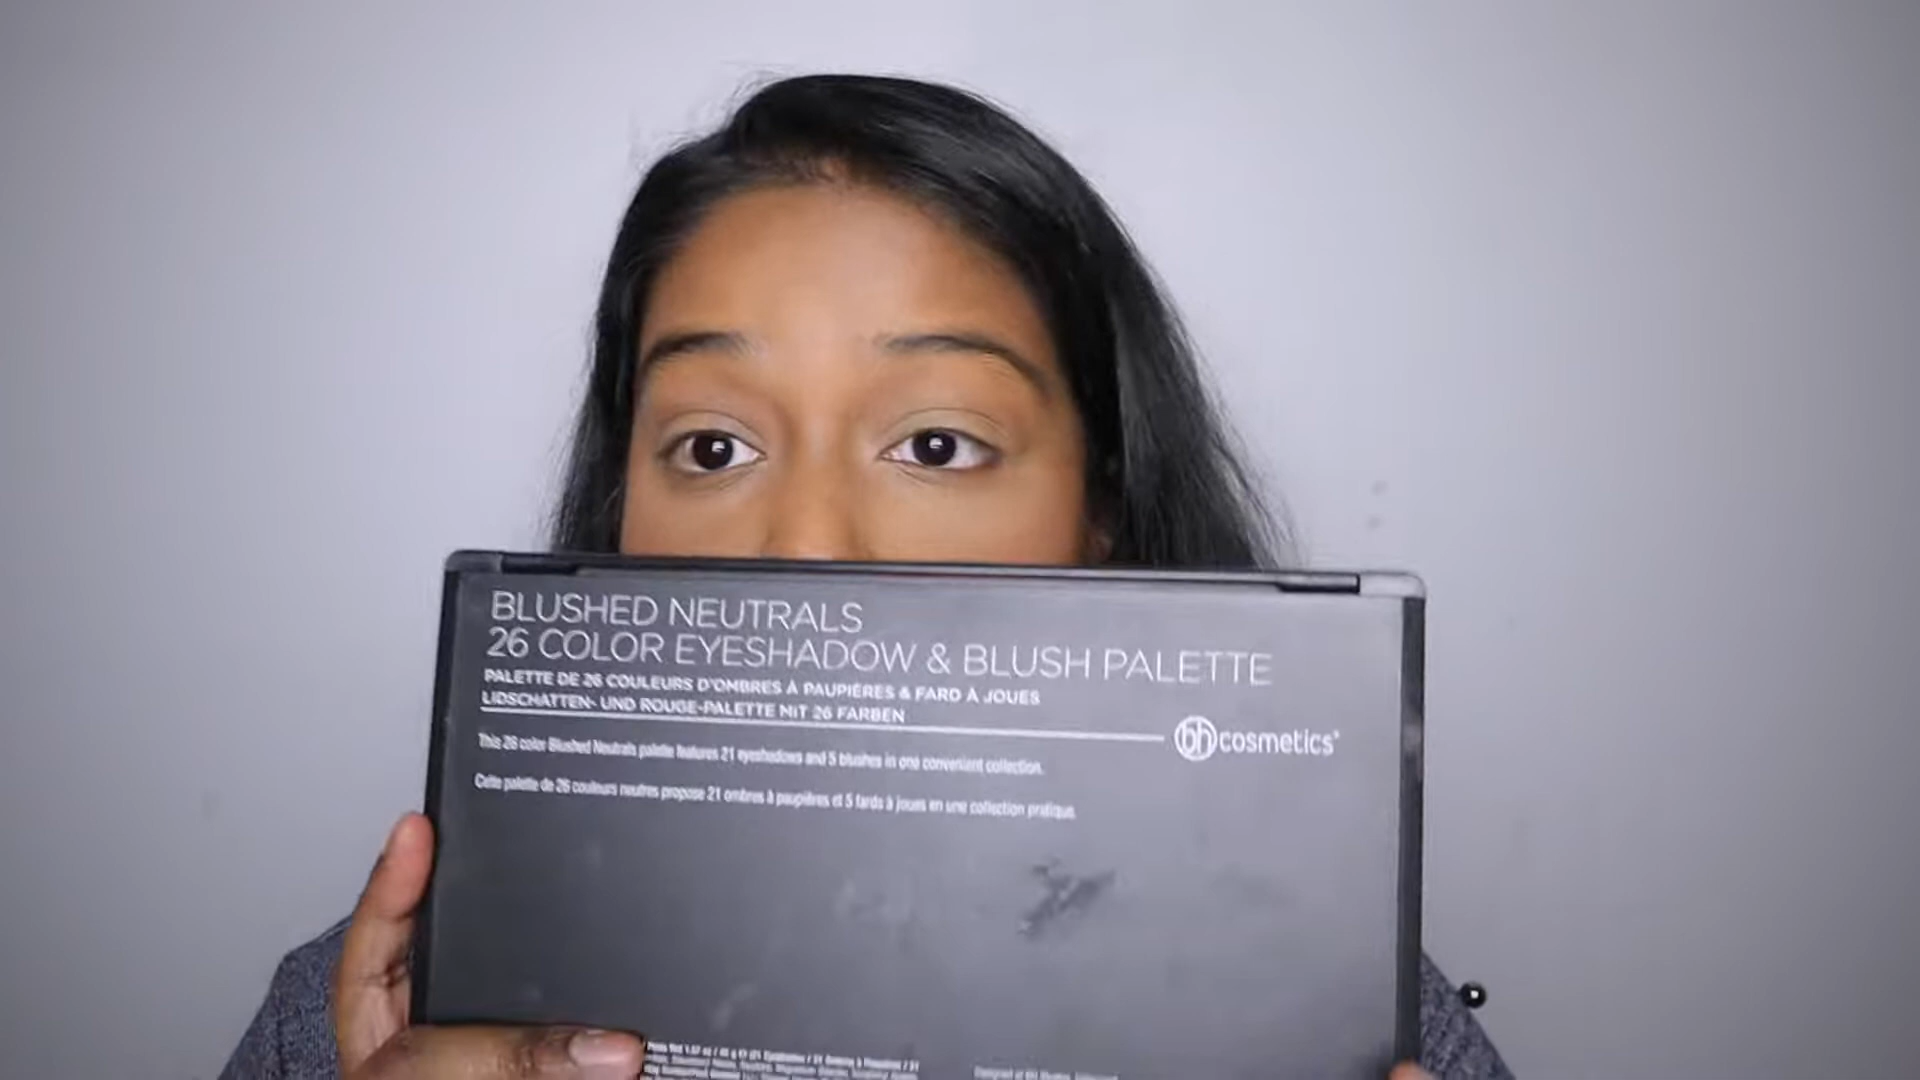 BLUSHED NEUTRALS
26 COLOR EYESHADOW & BLUSH PALETTE
PALETTE DE 26 COULEURS D'OMBRES À PAUPIÈRES & FARD À JOUES
LIDSCHATTEN- UND ROUGE-PALETTE MIT 26 FARBEN
bhcosmetics®
This 26 color Blushed Neutrals palette features 21 eyeshadows and 5 blushes in one convenient collection.
Cette palette de 26 couleurs neutres propose 21 ombres à paupières et 5 fards à joues en une collection pratique.